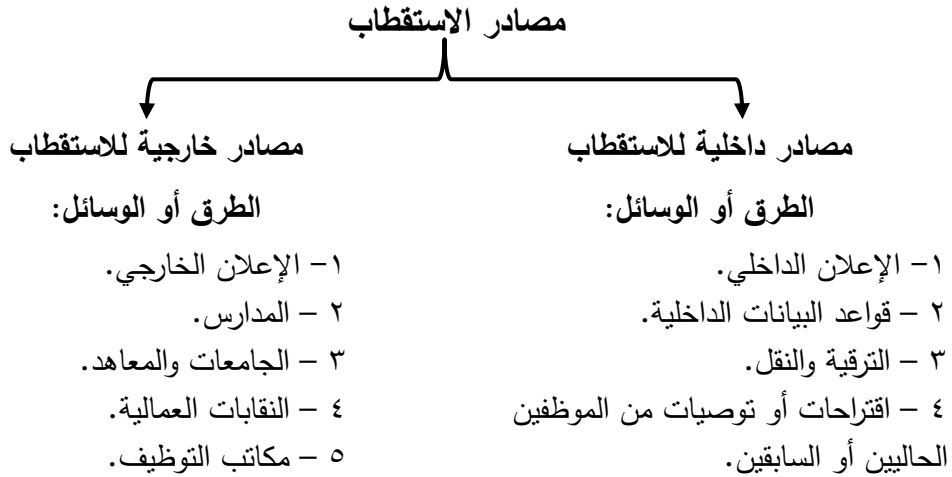 مصادر الاستقطاب
مصادر داخلية للاستقطاب
الطرق أو الوسائل:
١- الإعلان الداخلي.
٢ – قواعد البيانات الداخلية.
٣ – الترقية والنقل.
٤ – اقتراحات أو توصيات من الموظفين
الحاليين أو السابقين.
مصادر خارجية للاستقطاب
الطرق أو الوسائل:
١- الإعلان الخارجي.
٢ – المدارس.
٣ – الجامعات والمعاهد.
٤ – النقابات العمالية.
٥ – مكاتب التوظيف.